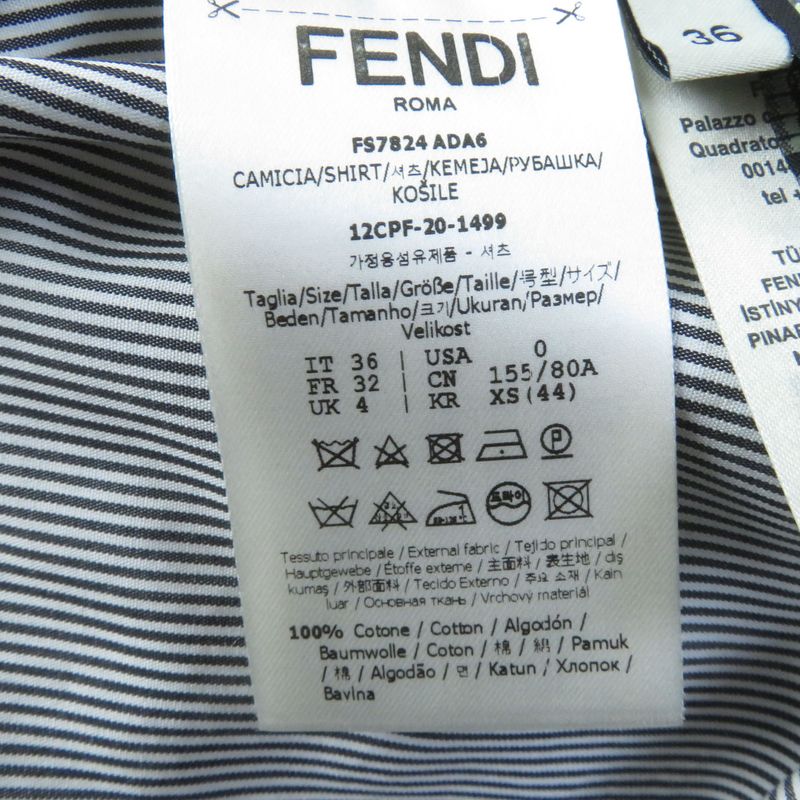 FENDI
ROMA
FS7824 ADA6
CAMICIA/SHIRT/셔츠/KEMEJA/РУБАШКА/
KOŠILE
12CPF-20-1499
가정용섬유제품 - 셔츠
Taglia/Size/Talla/Größe/Taille/号型/サイズ/
Beden/Tamanho/크기/Ukuran/Размер/
Velikost
IT 36 | USA 0
FR 32 | CN 155/80A
UK 4 | KR XS(44)
드라이
Tessuto principale / External fabric / Tejido principal /
Hauptgewebe / Étoffe externe / 主面料 / 表生地 / dış
kumaş / 外部面料 / Tecido Externo / 주요 소재 / Kain
luar / Основная ткань / Vrchový materiál
100% Cotone / Cotton / Algodón /
Baumwolle / Coton / 棉 / 綿 / Pamuk
/ 棉 / Algodão / 면 / Katun / Хлопок /
Bavlna
36
Palazzo
Quadrato
0014
tel +
TÜ
FEN
İSTİNY
PINAR